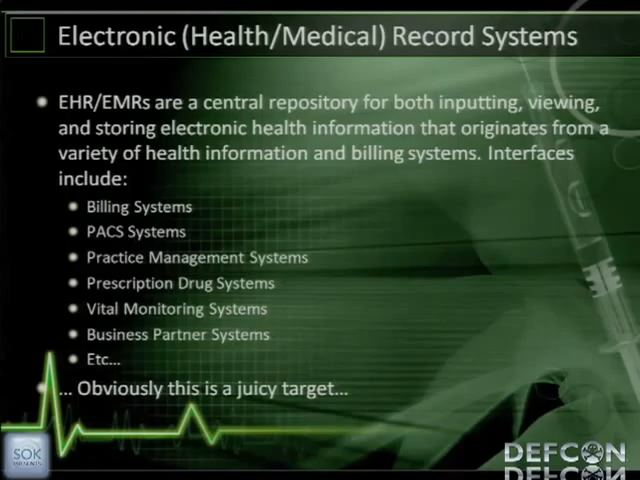 Electronic (Health/Medical) Record Systems
EHR/EMRs are a central repository for both inputting, viewing,
and storing electronic health information that originates from a
variety of health information and billing systems. Interfaces
include:
Billing Systems
PACS Systems
Practice Management Systems
Prescription Drug Systems
Vital Monitoring Systems
Business Partner Systems
Etc...
... Obviously this is a juicy target...
SOK
DEFCON